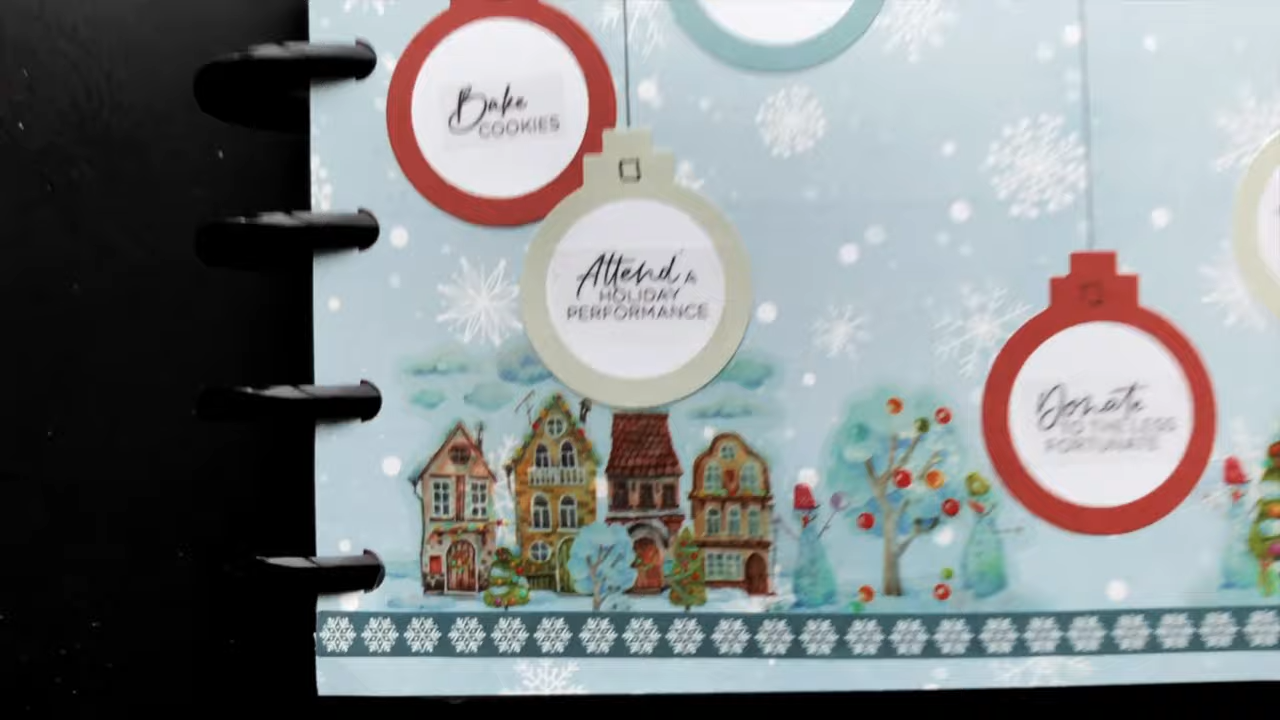 Bake
COOKIES
Attend a
HOLIDAY
PERFORMANCE
Donate
TO THE LESS
FORTUNATE